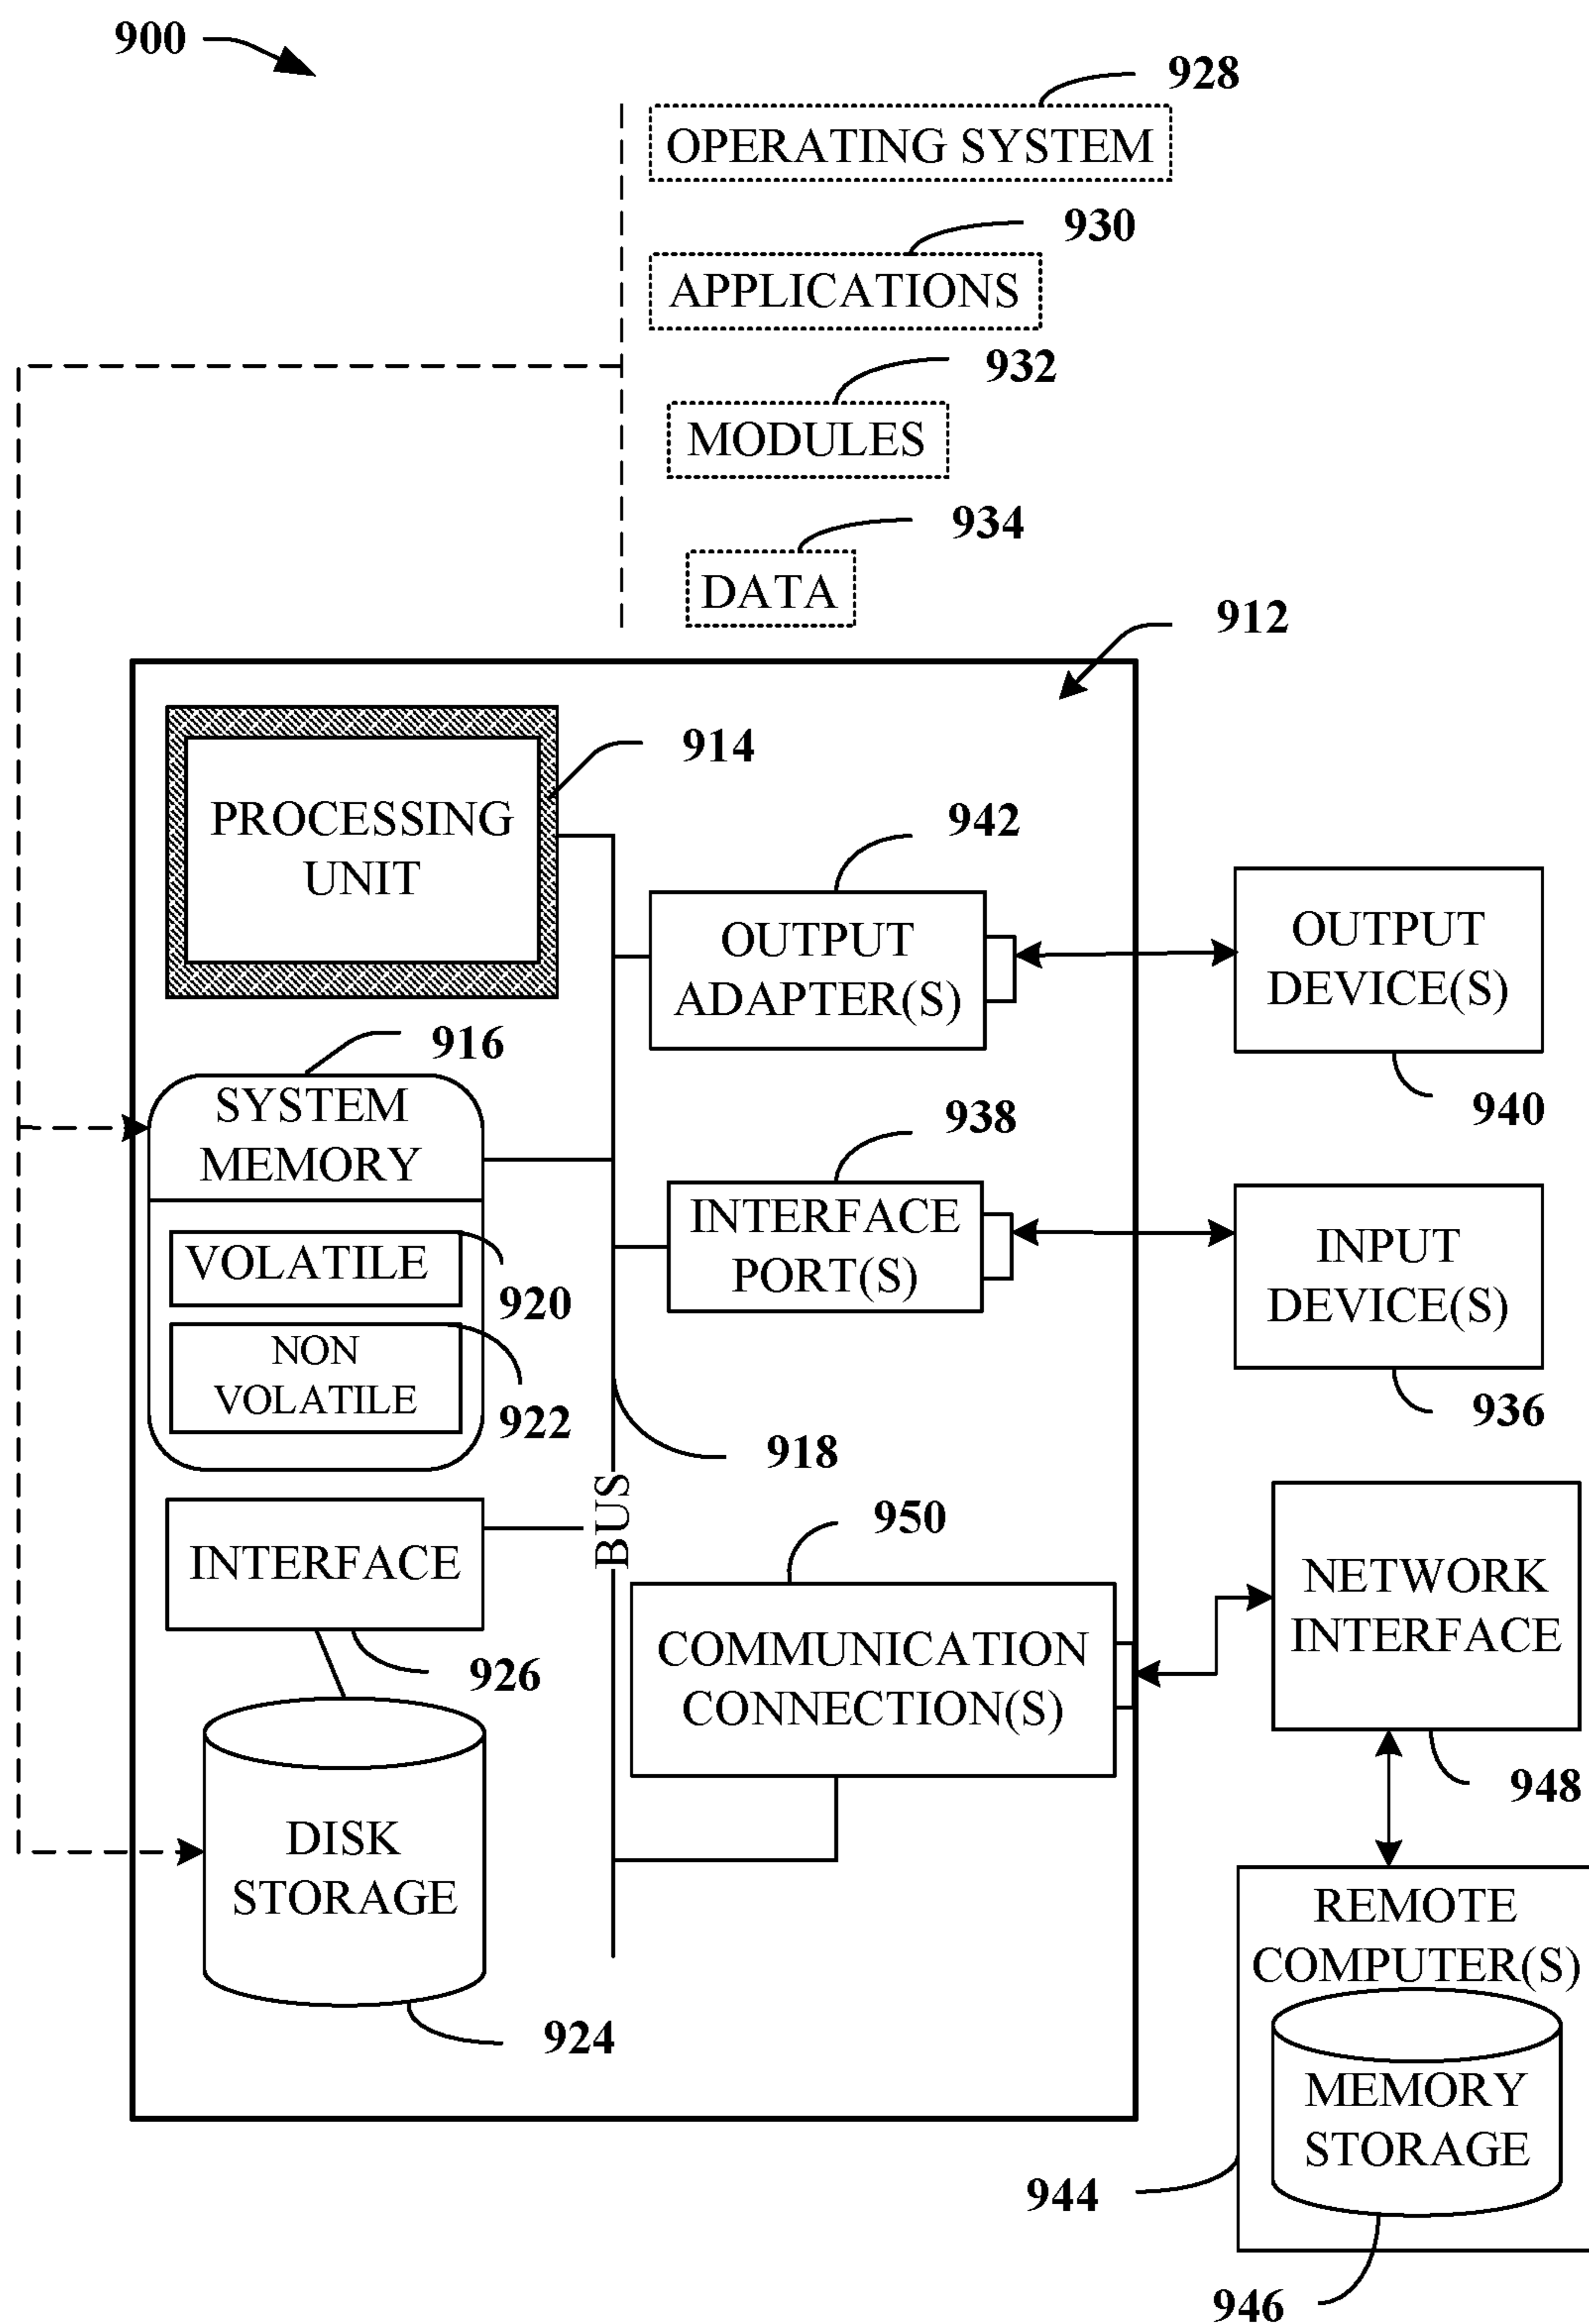 900
928
OPERATING SYSTEM
930
APPLICATIONS
932
MODULES
934
DATA
912
914
PROCESSING
UNIT
942
OUTPUT
ADAPTER(S)
OUTPUT
DEVICE(S)
940
916
SYSTEM
MEMORY
938
INTERFACE
PORT(S)
INPUT
DEVICE(S)
936
VOLATILE
920
NON
VOLATILE
922
918
BUS
INTERFACE
926
950
COMMUNICATION
CONNECTION(S)
NETWORK
INTERFACE
948
DISK
STORAGE
924
REMOTE
COMPUTER(S)
MEMORY
STORAGE
944
946